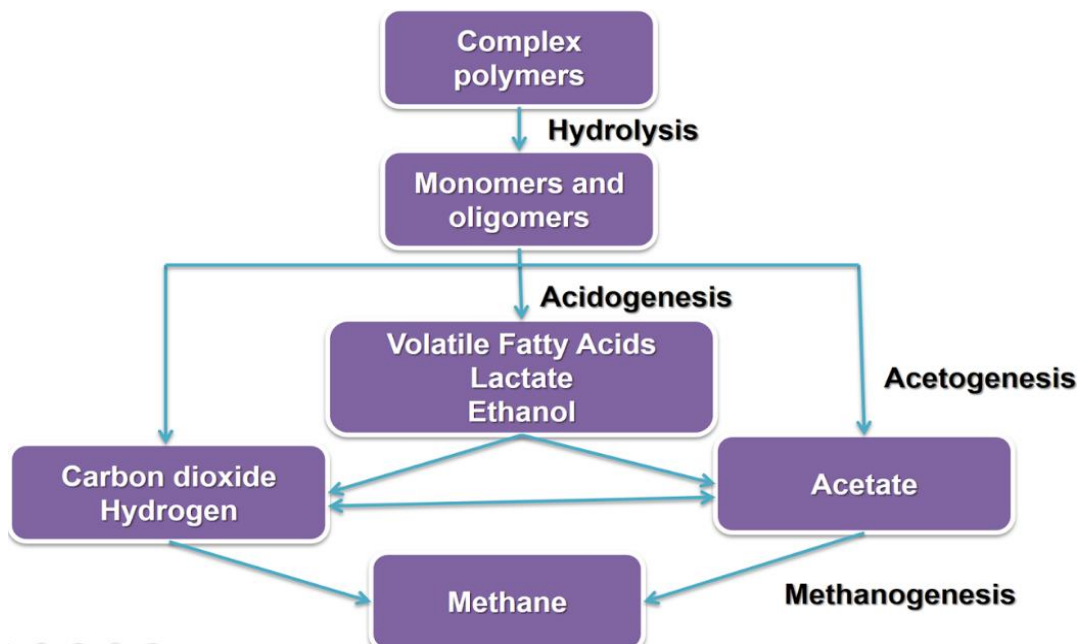 Complex
polymers
Hydrolysis
Monomers and
oligomers
Acidogenesis
Volatile Fatty Acids
Lactate
Ethanol
Acetogenesis
Carbon dioxide
Hydrogen
Acetate
Methane
Methanogenesis